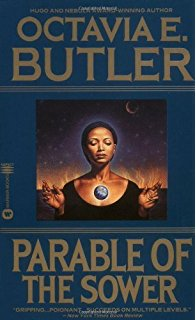 HUGO AND NEBULA AWARD-WINNING AUTHOR
OCTAVIA E.
BUTLER
PARABLE
OF THE SOWER
"GRIPPING...POIGNANT...SUCCEEDS ON MULTIPLE LEVELS."
— New York Times Book Review